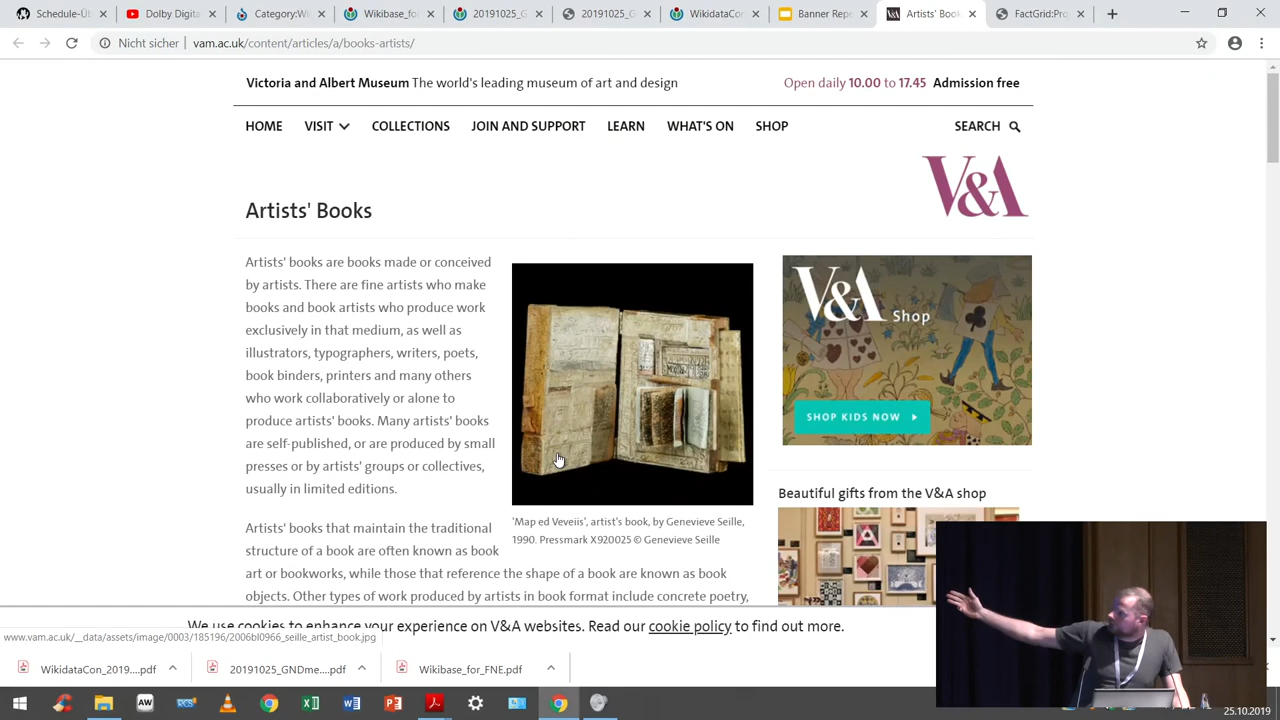 YouTube
Dolby Digita
CategoryWi
Wikibase_fo
20191025_G
20191025_G
WikidataCo
Banner Repe
Artists' Boo
FactGrid:Pro
Nicht sicher | vam.ac.uk/content/articles/a/books-artists/
Victoria and Albert Museum The world's leading museum of art and design
Open daily 10.00 to 17.45 Admission free
HOME VISIT COLLECTIONS JOIN AND SUPPORT LEARN WHAT'S ON SHOP SEARCH
V&A
Artists' Books
Artists' books are books made or conceived
by artists. There are fine artists who make
books and book artists who produce work
exclusively in that medium, as well as
illustrators, typographers, writers, poets,
book binders, printers and many others
who work collaboratively or alone to
produce artists' books. Many artists' books
are self-published, or are produced by small
presses or by artists' groups or collectives,
usually in limited editions.
'Map ed Veveiis', artist's book, by Genevieve Seille,
1990. Pressmark X920025 © Genevieve Seille
Artists' books that maintain the traditional
structure of a book are often known as book
art or bookworks, while those that reference the shape of a book are known as book
objects. Other types of work produced by artists in book format include concrete poetry,
V&A Shop
SHOP KIDS NOW
Beautiful gifts from the V&A shop
We use cookies to enhance your experience on V&A websites. Read our cookie policy to find out more.
www.vam.ac.uk/__data/assets/image/0003/185196/2006bl0966_seille_artist_book.jpg
WikidataCon_2019....pdf
20191025_GNDme....pdf
Wikibase_for_FNE.pdf
AW
25.10.2019